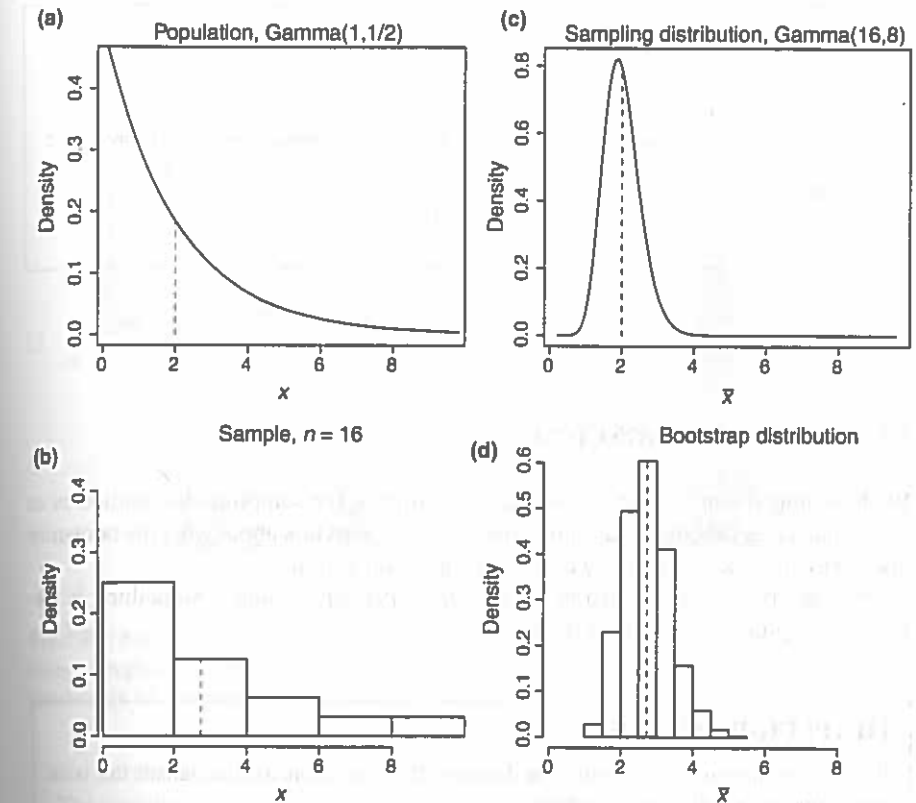 (a)
Population, Gamma(1,1/2)
Density
0.0 0.1 0.2 0.3 0.4
0 2 4 6 8
x
(c)
Sampling distribution, Gamma(16,8)
Density
0.0 0.2 0.4 0.6 0.8
0 2 4 6 8
x̅
(b)
Sample, n = 16
Density
0.0 0.1 0.2 0.3 0.4
0 2 4 6 8
x
(d)
Bootstrap distribution
Density
0.0 0.1 0.2 0.3 0.4 0.5 0.6
0 2 4 6 8
x̅